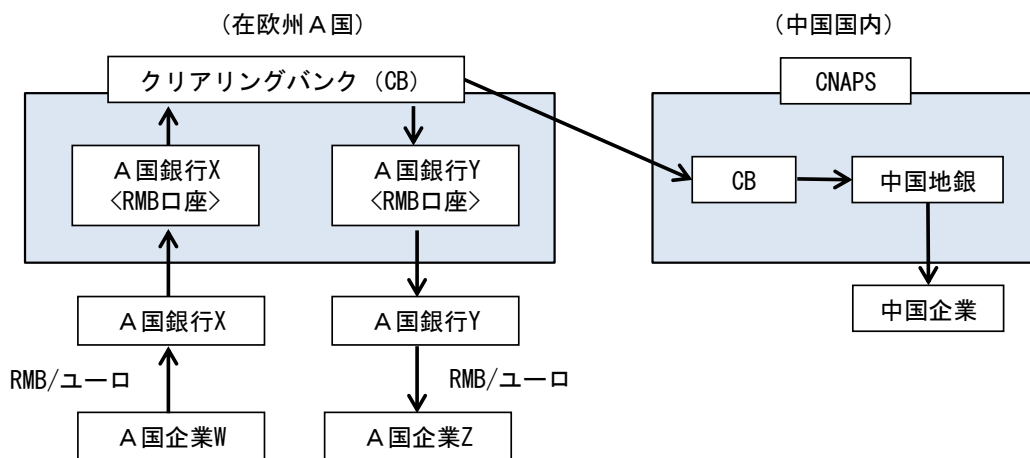 (在欧州A国)
(中国国内)
クリアリングバンク (CB)
CNAPS
A国銀行X
<RMB口座>
A国銀行Y
<RMB口座>
CB
中国地銀
A国銀行X
A国銀行Y
中国企業
RMB/ユーロ
RMB/ユーロ
A国企業W
A国企業Z